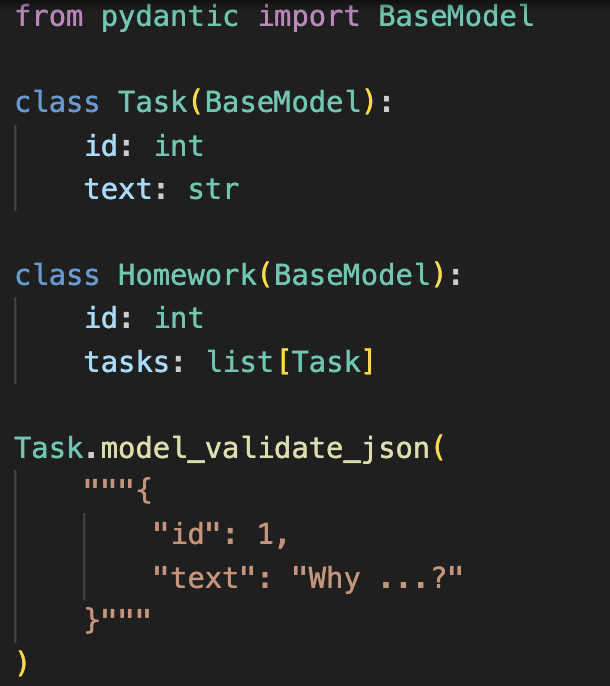 from pydantic import BaseModel

class Task(BaseModel):
    id: int
    text: str

class Homework(BaseModel):
    id: int
    tasks: list[Task]

Task.model_validate_json(
    """{
        "id": 1,
        "text": "Why ...?"
    }"""
)